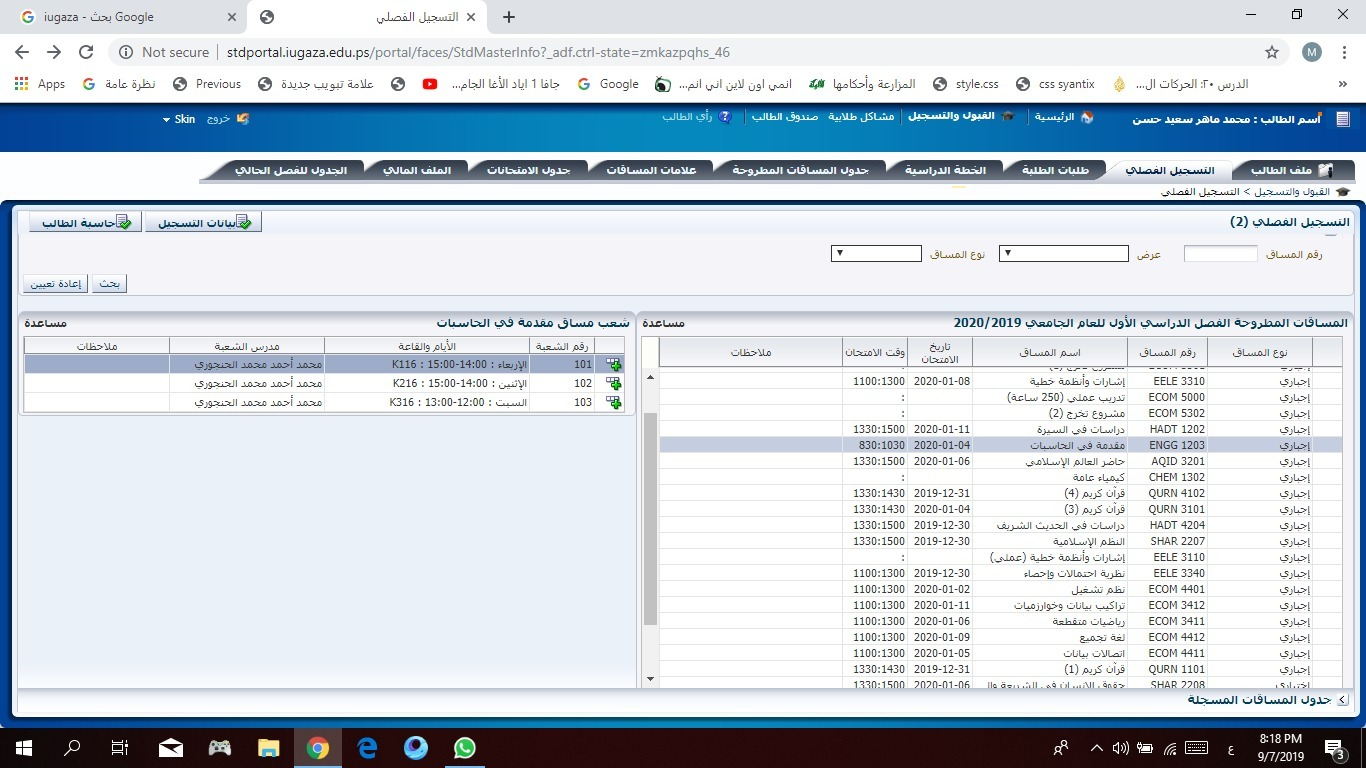 iugaza - بحث Google
التسجيل الفصلي
Not secure | stdportal.iugaza.edu.ps/portal/faces/StdMasterInfo?_adf.ctrl-state=zmkazpqhs_46
M
Apps نظرة عامة Previous علامة تبويب جديدة جافا 1 اياد الأغا الجام... Google انمي اون لاين اني انم... المزارعة وأحكامها style.css css syantix الدرس ٢٠: الحركات ال... »
أسم الطالب : محمد ماهر سعيد حسن الرئيسية القبول والتسجيل مشاكل طلابية صندوق الطالب رأي الطالب خروج Skin
ملف الطالب التسجيل الفصلي طلبات الطلبة الخطة الدراسية جدول المساقات المطروحة علامات المساقات جدول الامتحانات الملف المالي الجدول للفصل الحالي
القبول والتسجيل > التسجيل الفصلي
التسجيل الفصلي (2) بيانات التسجيل حاسبة الطالب
رقم المساق عرض نوع المساق
بحث إعادة تعيين
المساقات المطروحة الفصل الدراسي الأول للعام الجامعي 2020/2019 مساعدة
نوع المساق رقم المساق اسم المساق تاريخ الامتحان وقت الامتحان ملاحظات
إجباري EELE 3310 إشارات وأنظمة خطية 2020-01-08 1100:1300
إجباري ECOM 5000 تدريب عملي (250 ساعة) :
إجباري ECOM 5302 مشروع تخرج (2) :
إجباري HADT 1202 دراسات في السيرة 2020-01-11 1330:1500
إجباري ENGG 1203 مقدمة في الحاسبات 2020-01-04 830:1030
إجباري AQID 3201 حاضر العالم الإسلامي 2020-01-06 1330:1500
إجباري CHEM 1302 كيمياء عامة :
إجباري QURN 4102 قرآن كريم (4) 2019-12-31 1330:1430
إجباري QURN 3101 قرآن كريم (3) 2020-01-04 1330:1430
إجباري HADT 4204 دراسات في الحديث الشريف 2019-12-30 1330:1500
إجباري SHAR 2207 النظم الإسلامية 2019-12-30 1330:1500
إجباري EELE 3110 إشارات وأنظمة خطية (عملي) :
إجباري EELE 3340 نظرية احتمالات وإحصاء 2019-12-30 1100:1300
إجباري ECOM 4401 نظم تشغيل 2020-01-02 1100:1300
إجباري ECOM 3412 تراكيب بيانات وخوارزميات 2020-01-11 1100:1300
إجباري ECOM 3411 رياضيات متقطعة 2020-01-06 1100:1300
إجباري ECOM 4412 لغة تجميع 2020-01-09 1100:1300
إجباري ECOM 4411 اتصالات بيانات 2020-01-05 1100:1300
إجباري QURN 1101 قرآن كريم (1) 2019-12-31 1330:1430
إختياري SHAR 2208 حقوق الإنسان في الشريعة وال 2020-01-06 1330:1500
شعب مساق مقدمة في الحاسبات مساعدة
رقم الشعبة الأيام والقاعة مدرس الشعبة ملاحظات
101 الإربعاء : 14:00-15:00 : K116 محمد أحمد محمد الحنجوري
102 الإثنين : 14:00-15:00 : K216 محمد أحمد محمد الحنجوري
103 السبت : 12:00-13:00 : K316 محمد أحمد محمد الحنجوري
جدول المساقات المسجلة
8:18 PM
ع
9/7/2019
3